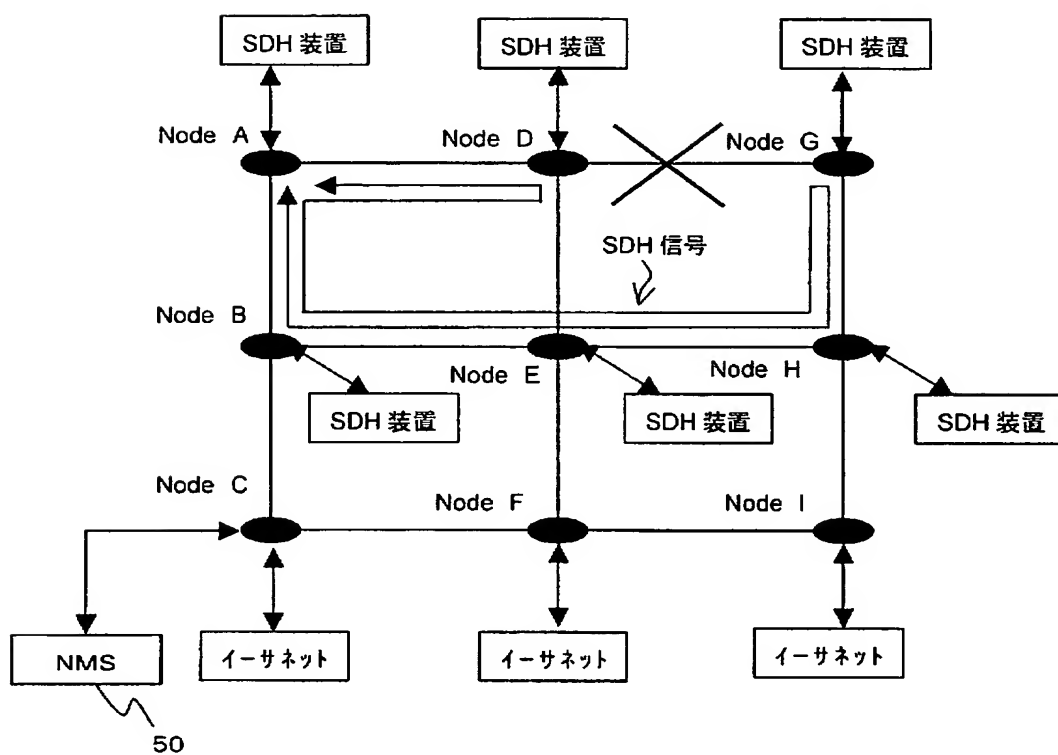 SDH 装置
SDH 装置
SDH 装置
Node A
Node D
Node G
SDH 信号
Node B
Node E
Node H
SDH 装置
SDH 装置
SDH 装置
Node C
Node F
Node I
NMS
イーサネット
イーサネット
イーサネット
50